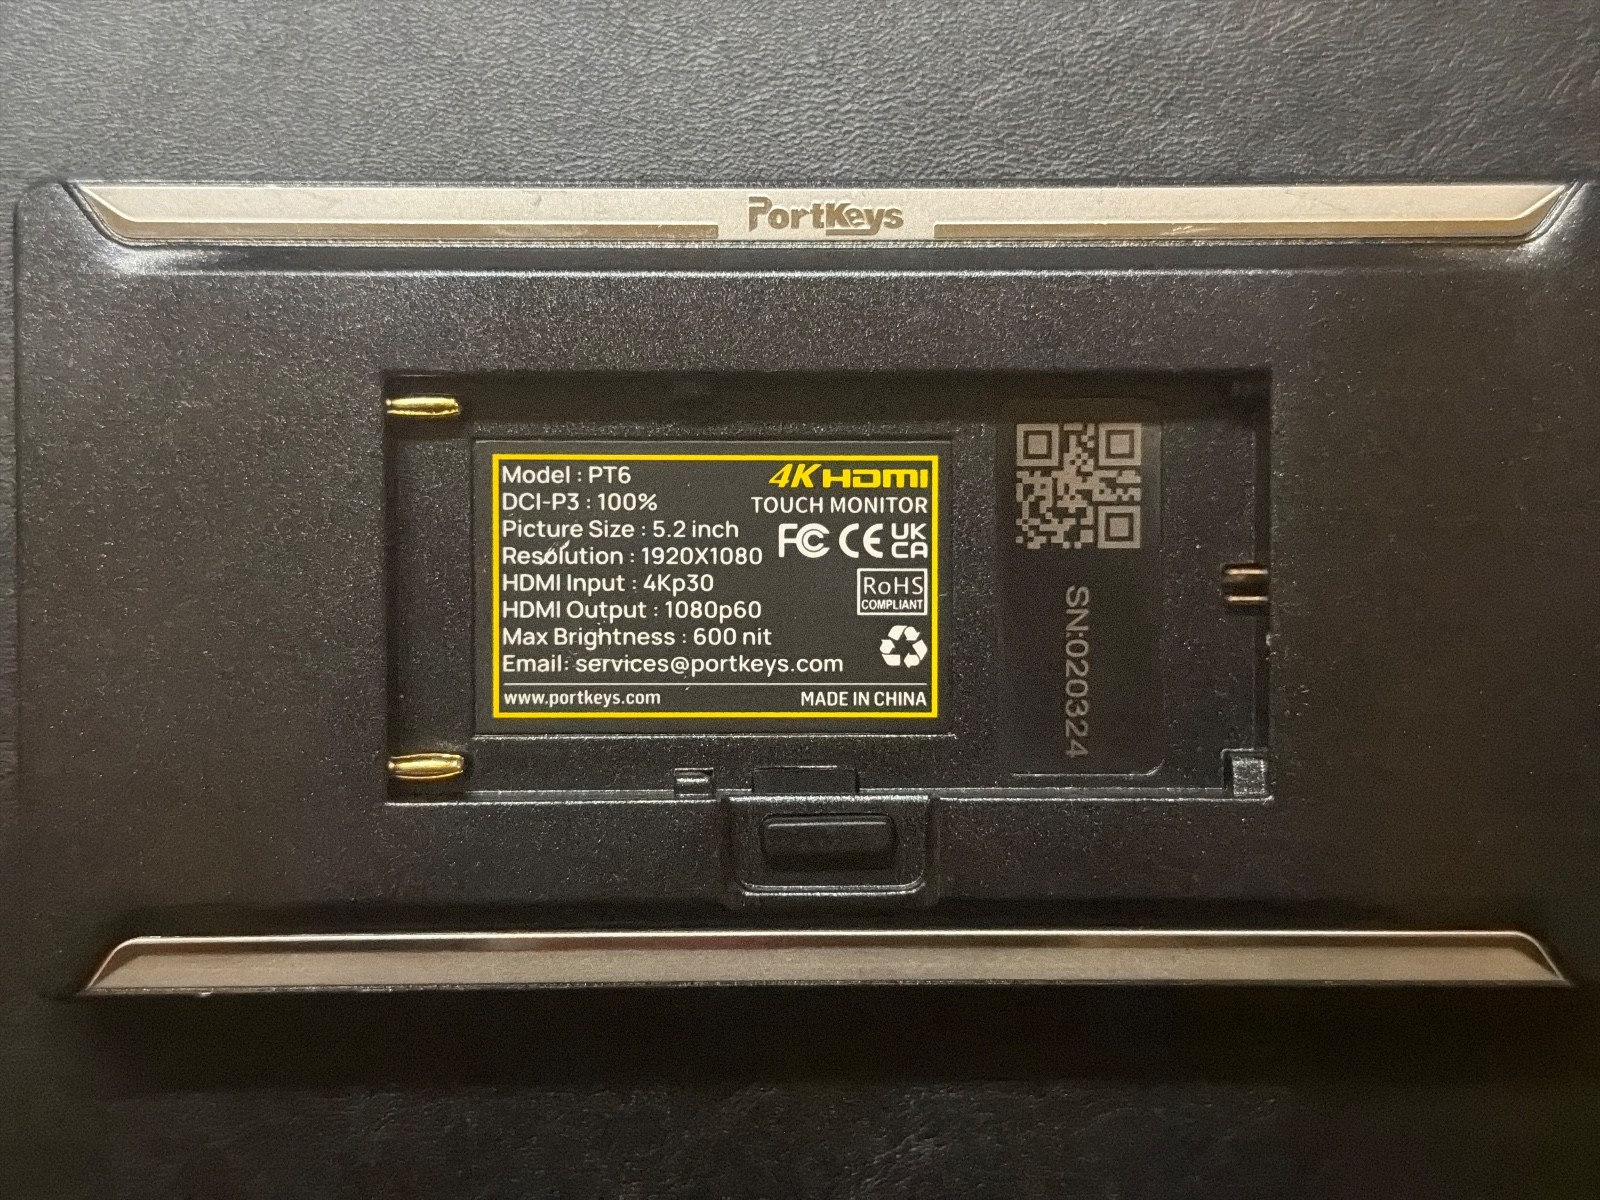 PortKeys
Model : PT6
DCI-P3 : 100%
Picture Size : 5.2 inch
Resolution : 1920X1080
HDMI Input : 4Kp30
HDMI Output : 1080p60
Max Brightness : 600 nit
Email: services@portkeys.com
www.portkeys.com
4K HDMI
TOUCH MONITOR
FC CE UK
CA
RoHS
COMPLIANT
MADE IN CHINA
SN:020324